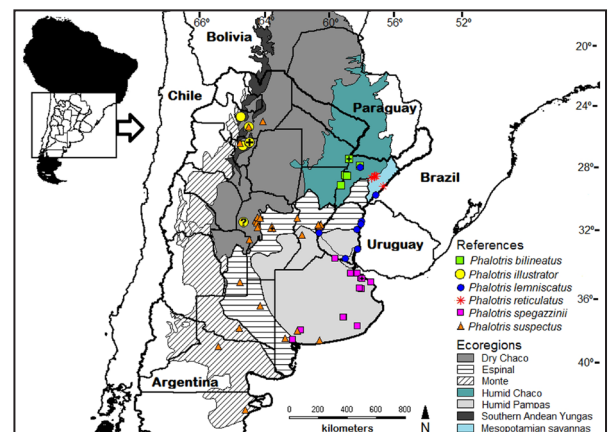 66° 64° 60° 56°
Bolivia
20°
Chile
24°
Paraguay
28°
Brazil
32°
Uruguay
References
Phalotris bilineatus
? Phalotris illustrator
Phalotris lemniscatus
Phalotris reticulatus
36° Phalotris spegazzinii
Phalotris suspectus
Ecoregions
Dry Chaco
Espinal
Monte
40° Humid Chaco
Argentina Humid Pampas
0 200 400 600 800 N Southern Andean Yungas
kilometers Mesopotamian savannas